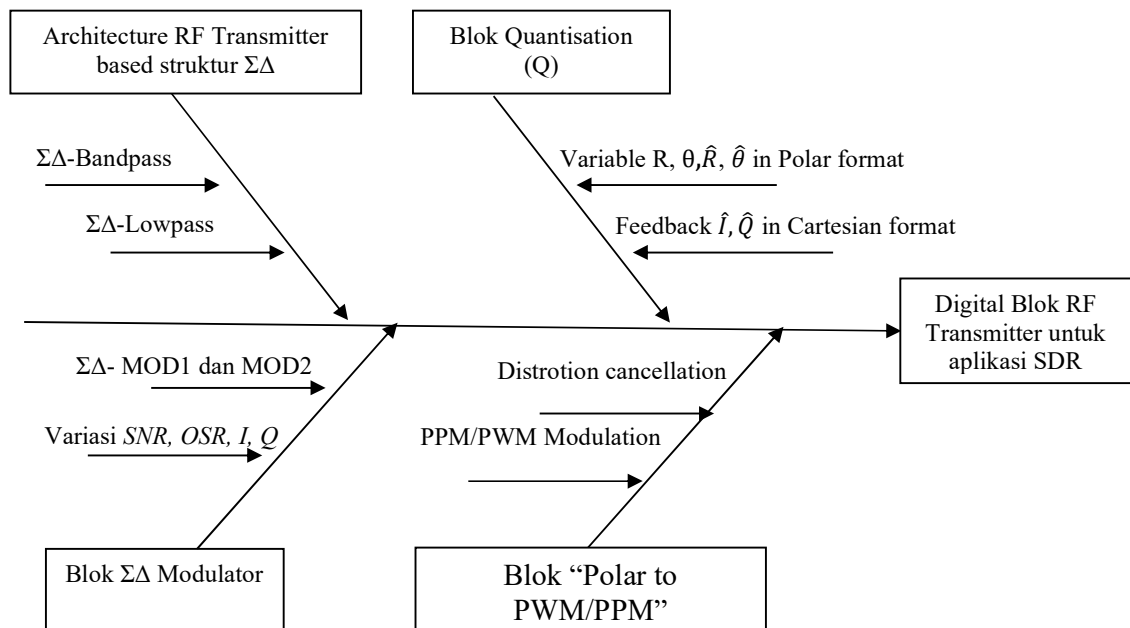 Architecture RF Transmitter
based struktur ΣΔ
Blok Quantisation
(Q)
ΣΔ-Bandpass
ΣΔ-Lowpass
Variable R, θ,R̂, θ̂ in Polar format
Feedback Î, Q̂ in Cartesian format
Digital Blok RF
Transmitter untuk
aplikasi SDR
ΣΔ- MOD1 dan MOD2
Variasi SNR, OSR, I, Q
Distrotion cancellation
PPM/PWM Modulation
Blok ΣΔ Modulator
Blok “Polar to
PWM/PPM”